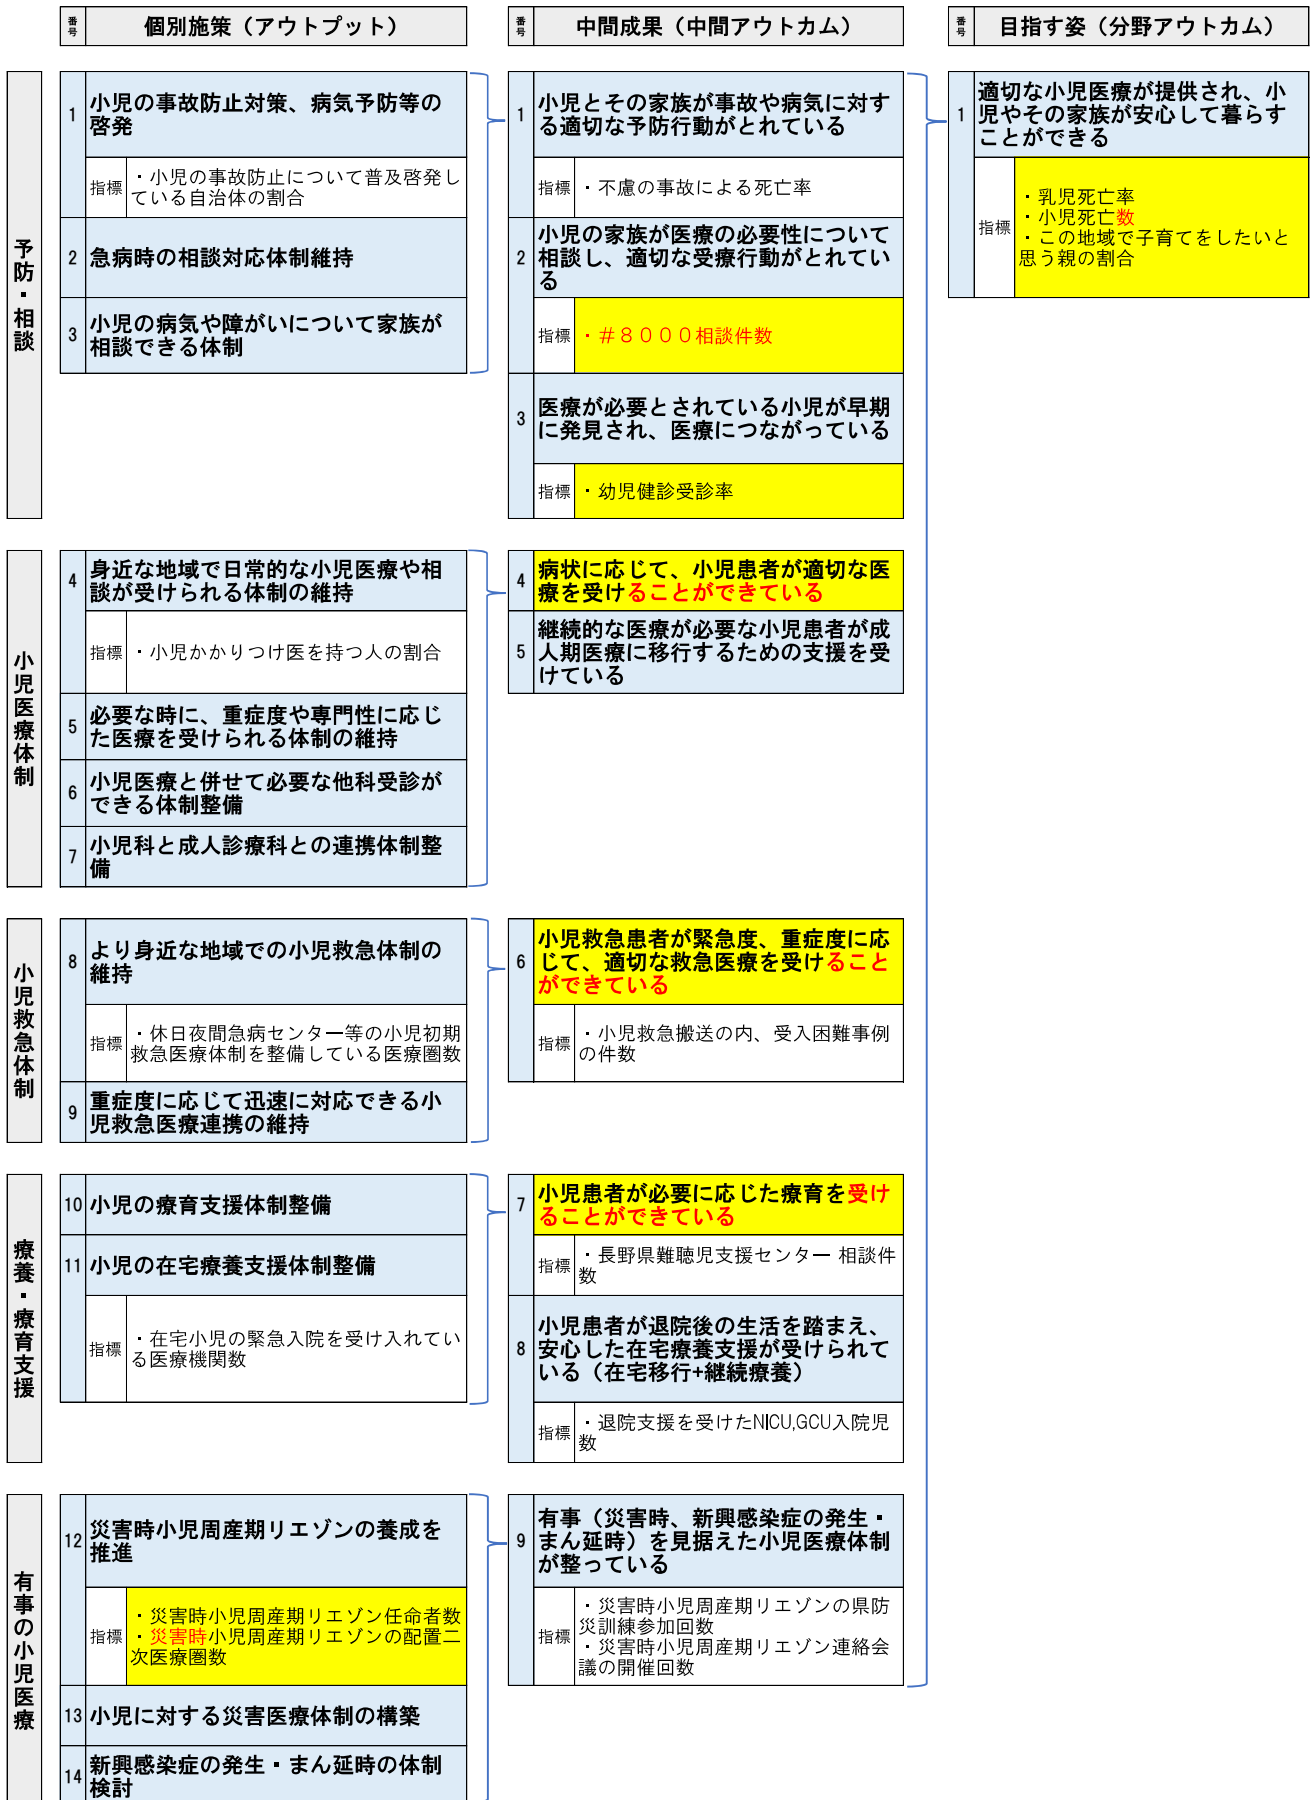 番号
個別施策（アウトプット）
番号
中間成果（中間アウトカム）
番号
目指す姿（分野アウトカム）
予防・相談
1
小児の事故防止対策、病気予防等の
啓発
指標
・小児の事故防止について普及啓発し
ている自治体の割合
2
急病時の相談対応体制維持
3
小児の病気や障がいについて家族が
相談できる体制
1
小児とその家族が事故や病気に対す
る適切な予防行動がとれている
指標
・不慮の事故による死亡率
2
小児の家族が医療の必要性について
相談し、適切な受療行動がとれてい
る
指標
・＃８０００相談件数
3
医療が必要とされている小児が早期
に発見され、医療につながっている
指標
・幼児健診受診率
1
適切な小児医療が提供され、小
児やその家族が安心して暮らす
ことができる
指標
・乳児死亡率
・小児死亡数
・この地域で子育てをしたいと
思う親の割合
小児医療体制
4
身近な地域で日常的な小児医療や相
談が受けられる体制の維持
指標
・小児かかりつけ医を持つ人の割合
5
必要な時に、重症度や専門性に応じ
た医療を受けられる体制の維持
6
小児医療と併せて必要な他科受診が
できる体制整備
7
小児科と成人診療科との連携体制整
備
4
病状に応じて、小児患者が適切な医
療を受けることができている
5
継続的な医療が必要な小児患者が成
人期医療に移行するための支援を受
けている
小児救急体制
8
より身近な地域での小児救急体制の
維持
指標
・休日夜間急病センター等の小児初期
救急医療体制を整備している医療圏数
9
重症度に応じて迅速に対応できる小
児救急医療連携の維持
6
小児救急患者が緊急度、重症度に応
じて、適切な救急医療を受けること
ができている
指標
・小児救急搬送の内、受入困難事例
の件数
療養・療育支援
10
小児の療育支援体制整備
11
小児の在宅療養支援体制整備
指標
・在宅小児の緊急入院を受け入れてい
る医療機関数
7
小児患者が必要に応じた療育を受け
ることができている
指標
・長野県難聴児支援センター 相談件
数
8
小児患者が退院後の生活を踏まえ、
安心した在宅療養支援が受けられて
いる（在宅移行+継続療養）
指標
・退院支援を受けたNICU,GCU入院児
数
有事の小児医療
12
災害時小児周産期リエゾンの養成を
推進
指標
・災害時小児周産期リエゾン任命者数
・災害時小児周産期リエゾンの配置二
次医療圏数
13
小児に対する災害医療体制の構築
14
新興感染症の発生・まん延時の体制
検討
9
有事（災害時、新興感染症の発生・
まん延時）を見据えた小児医療体制
が整っている
指標
・災害時小児周産期リエゾンの県防
災訓練参加回数
・災害時小児周産期リエゾン連絡会
議の開催回数